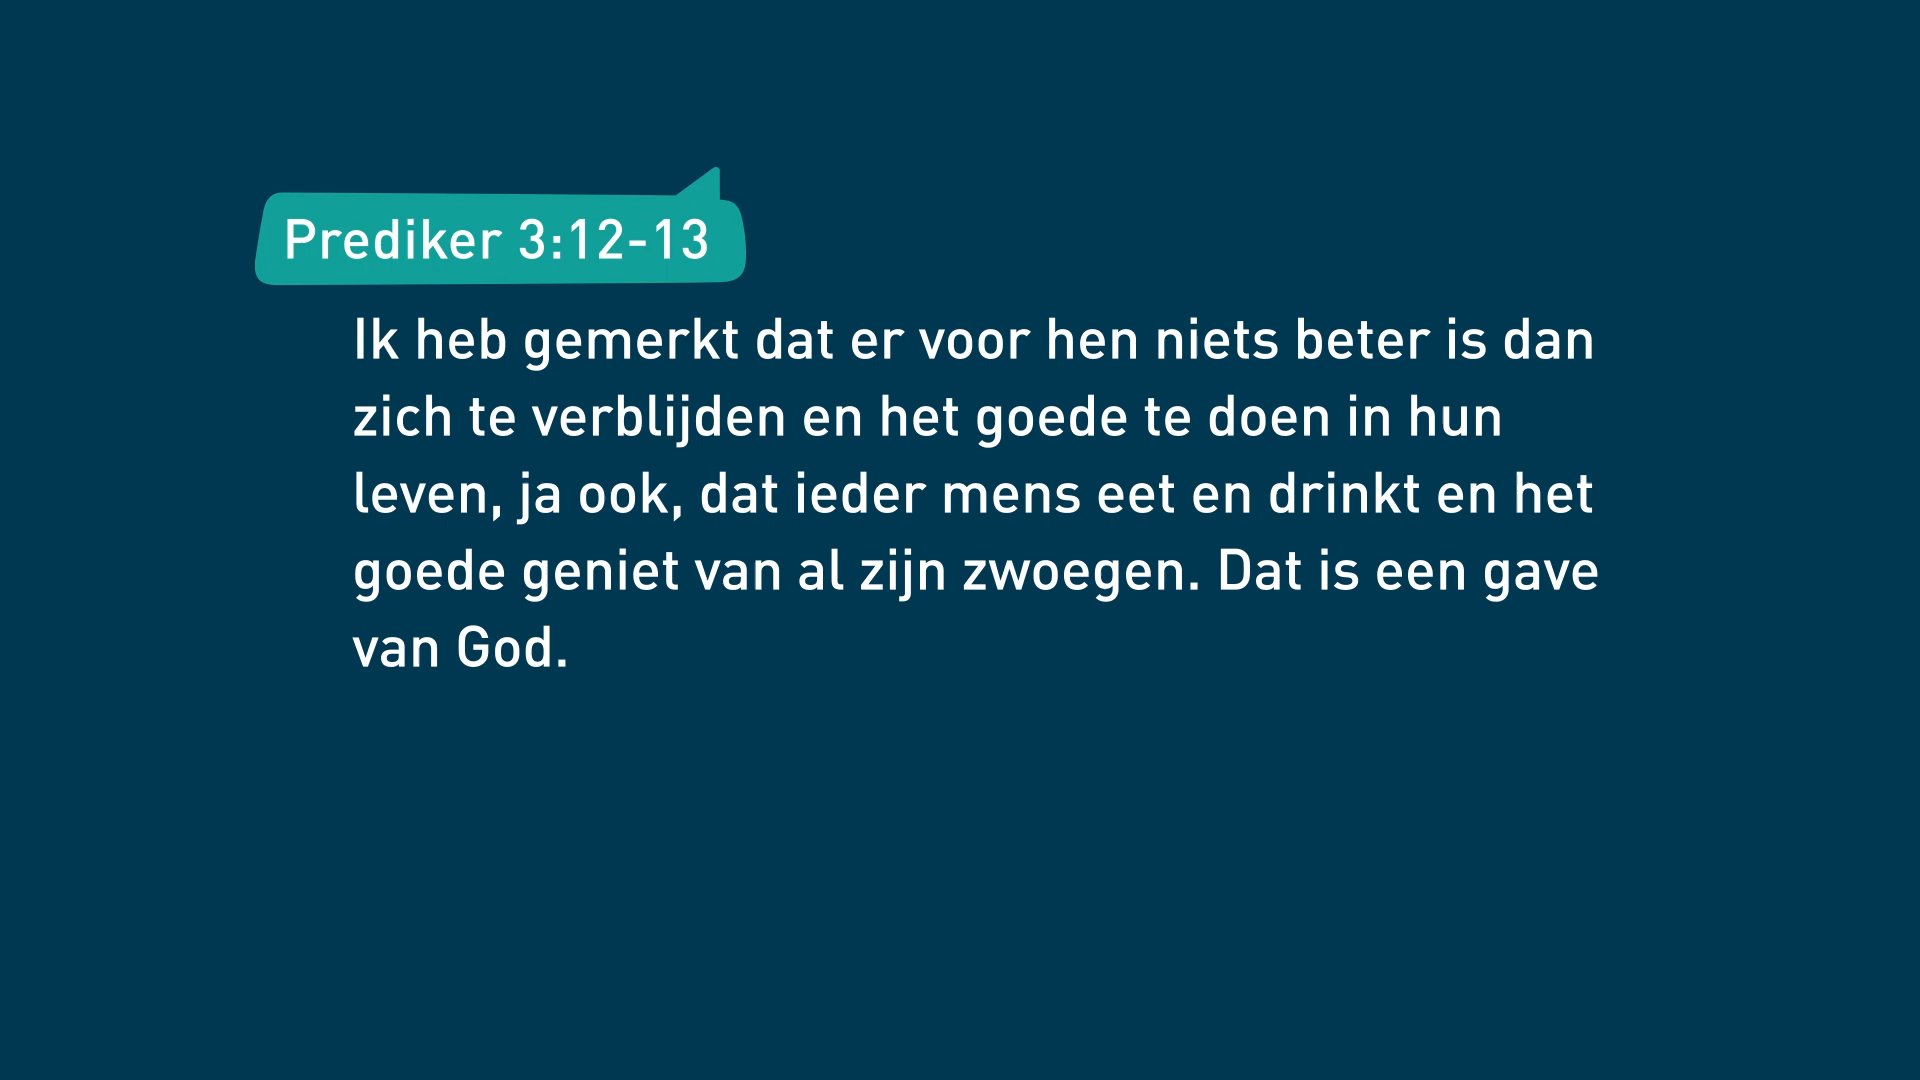 Prediker 3:12-13
Ik heb gemerkt dat er voor hen niets beter is dan
zich te verblijden en het goede te doen in hun
leven, ja ook, dat ieder mens eet en drinkt en het
goede geniet van al zijn zwoegen. Dat is een gave
van God.